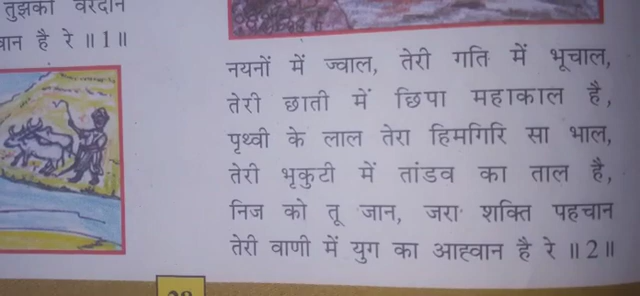 तुझको वरदान
वान है रे ॥1॥
नयनों में ज्वाल, तेरी गति में भूचाल,
तेरी छाती में छिपा महाकाल है,
पृथ्वी के लाल तेरा हिमगिरि सा भाल,
तेरी भृकुटी में तांडव का ताल है,
निज को तू जान, जरा शक्ति पहचान
तेरी वाणी में युग का आह्वान है रे ॥2॥